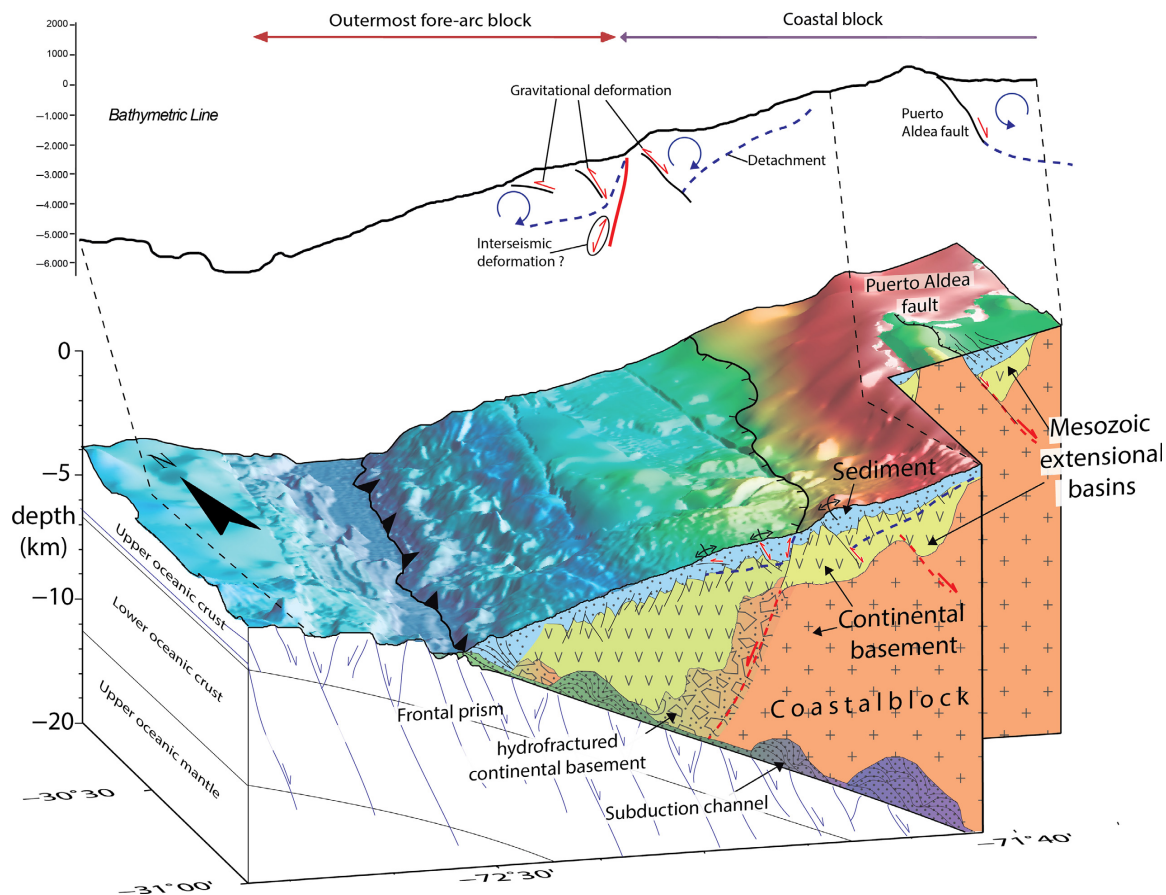 Outermost fore-arc block
Coastal block
2000
1000
0
−1.000
−2.000
−3.000
−4.000
−5.000
−6.000
Bathymetric Line
Gravitational deformation
Puerto
Aldea fault
Detachment
Interseismic
deformation ?
Puerto Aldea
fault
0
−5
−10
−20
depth
(km)
Mesozoic
extensional
basins
Sediment
Upper oceanic crust
Lower oceanic crust
Upper oceanic mantle
Continental
basement
Coastal block
Frontal prism
hydrofractured
continental basement
Subduction channel
−30°30
−31°00'
−72°30'
−71°40'